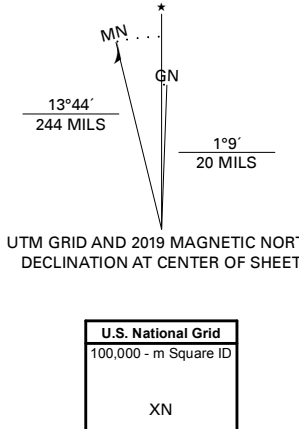 ★
MN
GN
13°44´
244 MILS
1°9´
20 MILS
UTM GRID AND 2019 MAGNETIC NORT
DECLINATION AT CENTER OF SHEET
U.S. National Grid
100,000 - m Square ID
XN